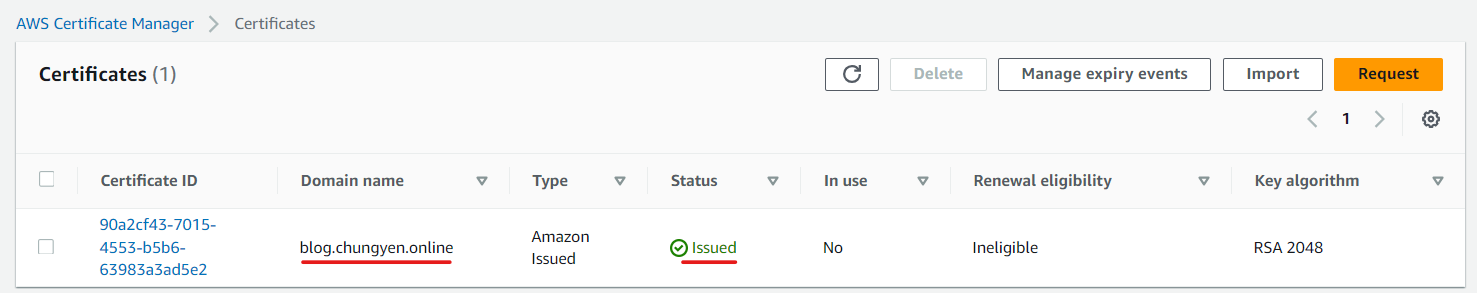 AWS Certificate Manager > Certificates
Certificates (1)
Delete
Manage expiry events
Import
Request
1
Certificate ID
Domain name
Type
Status
In use
Renewal eligibility
Key algorithm
90a2cf43-7015-
4553-b5b6-
63983a3ad5e2
blog.chungyen.online
Amazon
Issued
Issued
No
Ineligible
RSA 2048